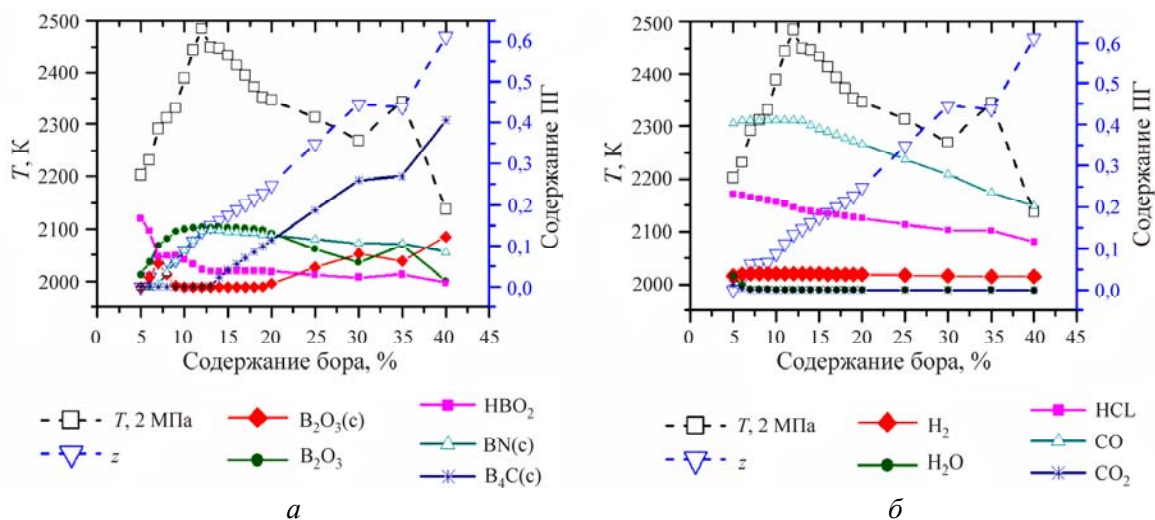 2500
2400
2300
2200
2100
2000
T, К
0,6
0,5
0,4
0,3
0,2
0,1
0,0
Содержание ПГ
0 5 10 15 20 25 30 35 40 45
Содержание бора, %
T, 2 МПа
z
B₂O₃(c)
B₂O₃
HBO₂
BN(c)
B₄C(c)
а
2500
2400
2300
2200
2100
2000
T, К
0,6
0,5
0,4
0,3
0,2
0,1
0,0
Содержание ПГ
0 5 10 15 20 25 30 35 40 45
Содержание бора, %
T, 2 МПа
z
H₂
H₂O
HCL
CO
CO₂
б